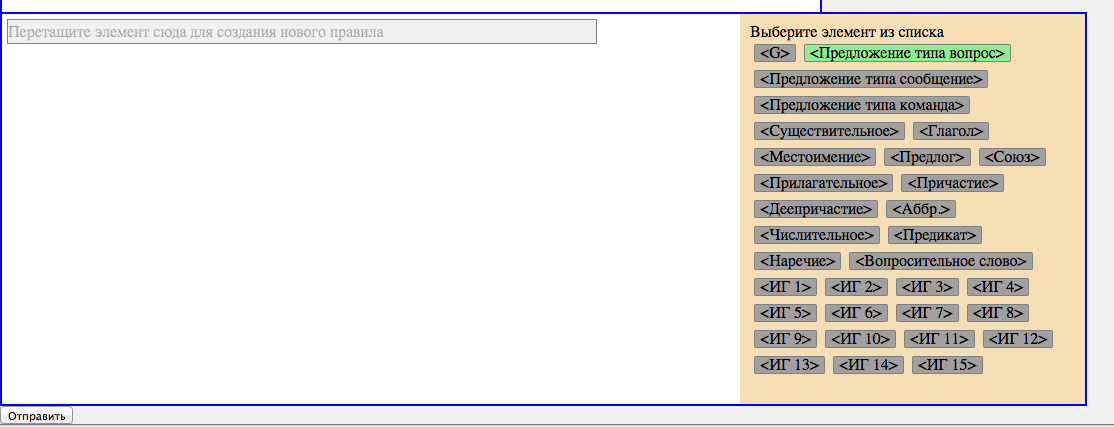 Перетащите элемент сюда для создания нового правила
Выберите элемент из списка
<G> <Предложение типа вопрос>
<Предложение типа сообщение>
<Предложение типа команда>
<Существительное> <Глагол>
<Местоимение> <Предлог> <Союз>
<Прилагательное> <Причастие>
<Деепричастие> <Аббр.>
<Числительное> <Предикат>
<Наречие> <Вопросительное слово>
<ИГ 1> <ИГ 2> <ИГ 3> <ИГ 4>
<ИГ 5> <ИГ 6> <ИГ 7> <ИГ 8>
<ИГ 9> <ИГ 10> <ИГ 11> <ИГ 12>
<ИГ 13> <ИГ 14> <ИГ 15>
Отправить